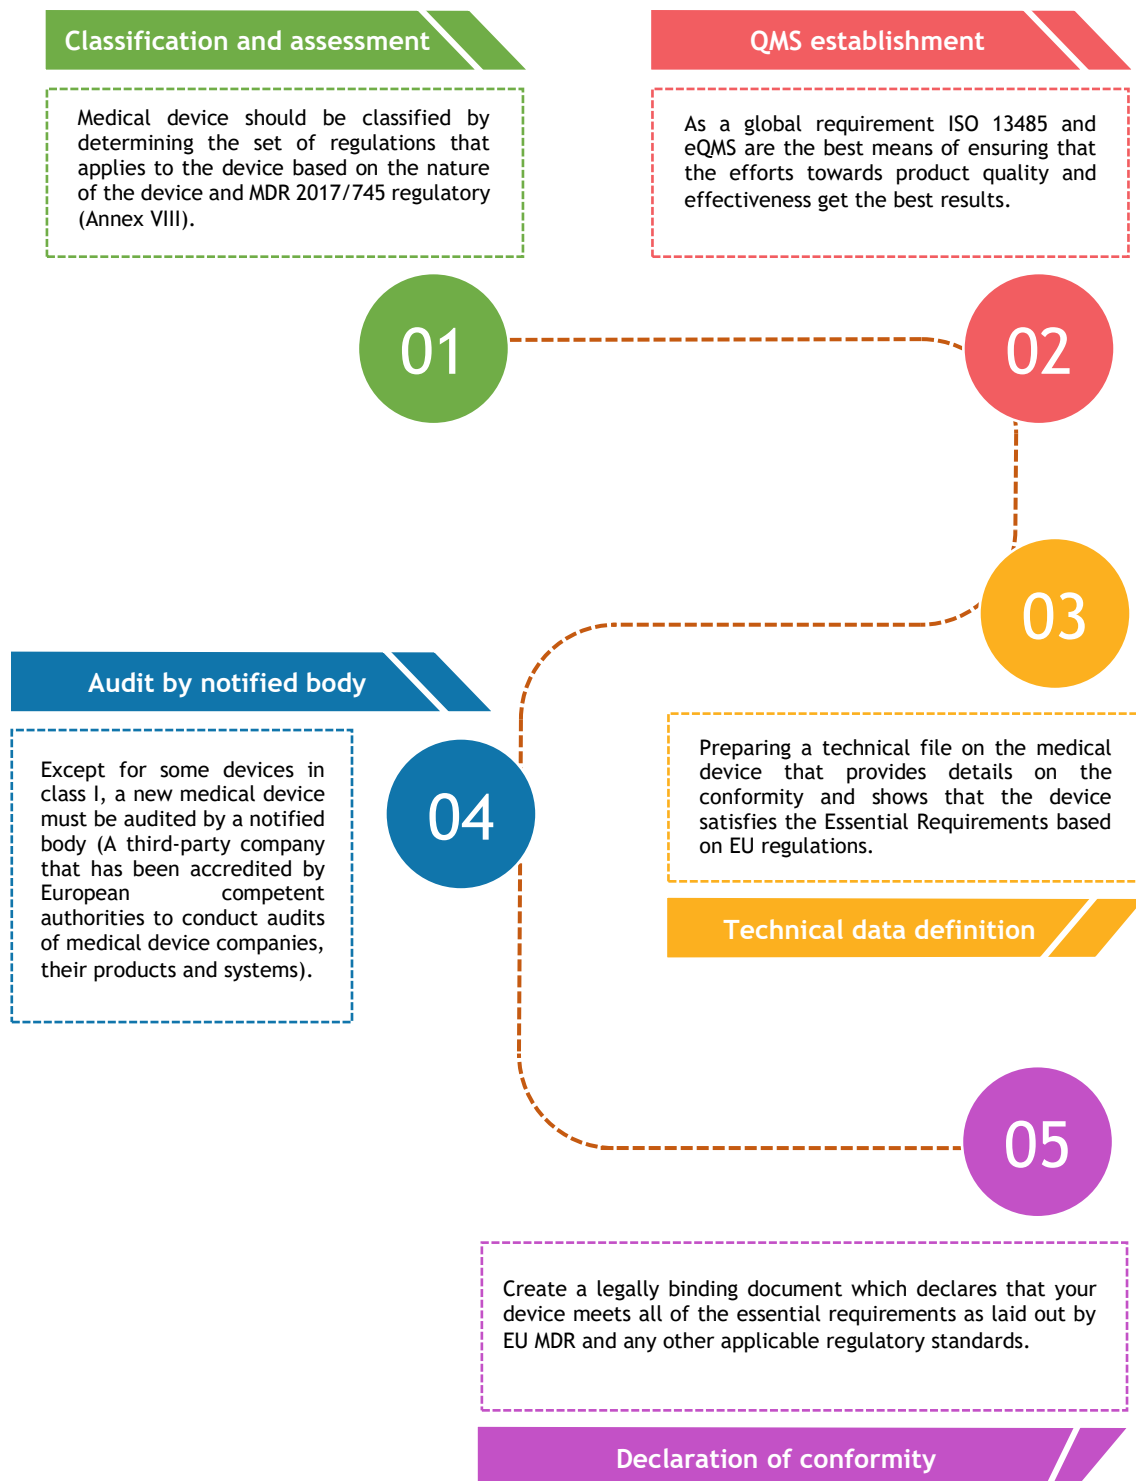 Classification and assessment
Medical device should be classified by
determining the set of regulations that
applies to the device based on the nature
of the device and MDR 2017/745 regulatory
(Annex VIII).
01
QMS establishment
As a global requirement ISO 13485 and
eQMS are the best means of ensuring that
the efforts towards product quality and
effectiveness get the best results.
02
03
Preparing a technical file on the medical
device that provides details on the
conformity and shows that the device
satisfies the Essential Requirements based
on EU regulations.
Technical data definition
Audit by notified body
Except for some devices in
class I, a new medical device
must be audited by a notified
body (A third-party company
that has been accredited by
European competent
authorities to conduct audits
of medical device companies,
their products and systems).
04
05
Create a legally binding document which declares that your
device meets all of the essential requirements as laid out by
EU MDR and any other applicable regulatory standards.
Declaration of conformity